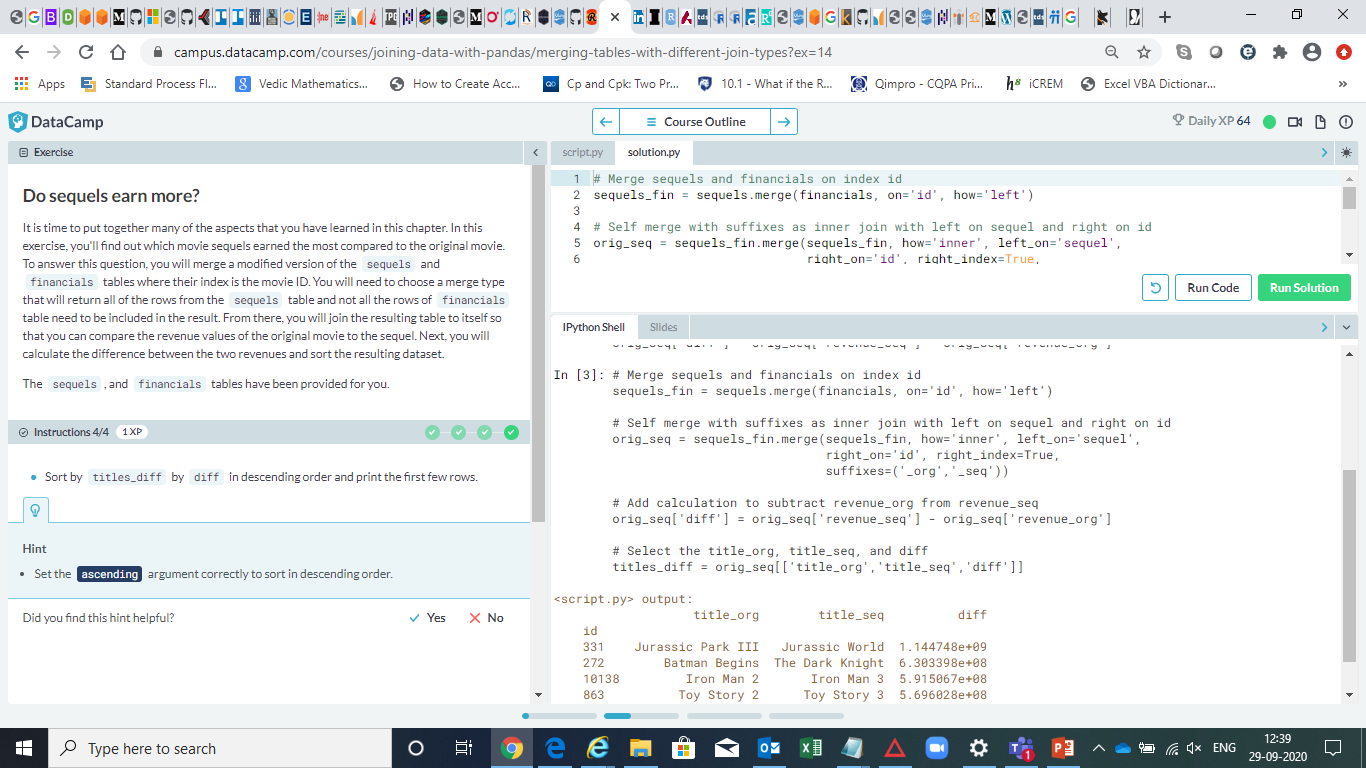 campus.datacamp.com/courses/joining-data-with-pandas/merging-tables-with-different-join-types?ex=14
Apps
Standard Process Fl...
Vedic Mathematics...
How to Create Acc...
Cp and Cpk: Two Pr...
10.1 - What if the R...
Qimpro - CQPA Pri...
iCREM
Excel VBA Dictionar...
»
DataCamp
Course Outline
Daily XP 64
Exercise
Do sequels earn more?
It is time to put together many of the aspects that you have learned in this chapter. In this
exercise, you'll find out which movie sequels earned the most compared to the original movie.
To answer this question, you will merge a modified version of the sequels and
financials tables where their index is the movie ID. You will need to choose a merge type
that will return all of the rows from the sequels table and not all the rows of financials
table need to be included in the result. From there, you will join the resulting table to itself so
that you can compare the revenue values of the original movie to the sequel. Next, you will
calculate the difference between the two revenues and sort the resulting dataset.
The sequels , and financials tables have been provided for you.
Instructions 4/4 1 XP
• Sort by titles_diff by diff in descending order and print the first few rows.
Hint
• Set the ascending argument correctly to sort in descending order.
Did you find this hint helpful?
Yes
No
script.py
solution.py
1 # Merge sequels and financials on index id
2 sequels_fin = sequels.merge(financials, on='id', how='left')
3
4 # Self merge with suffixes as inner join with left on sequel and right on id
5 orig_seq = sequels_fin.merge(sequels_fin, how='inner', left_on='sequel',
6 right_on='id', right_index=True,
Run Code
Run Solution
IPython Shell
Slides
orig_seq['diff'] = orig_seq['revenue_seq'] - orig_seq['revenue_org']
In [3]: # Merge sequels and financials on index id
sequels_fin = sequels.merge(financials, on='id', how='left')
# Self merge with suffixes as inner join with left on sequel and right on id
orig_seq = sequels_fin.merge(sequels_fin, how='inner', left_on='sequel',
right_on='id', right_index=True,
suffixes=('_org','_seq'))
# Add calculation to subtract revenue_org from revenue_seq
orig_seq['diff'] = orig_seq['revenue_seq'] - orig_seq['revenue_org']
# Select the title_org, title_seq, and diff
titles_diff = orig_seq[['title_org','title_seq','diff']]
<script.py> output:
title_org title_seq diff
id
331 Jurassic Park III Jurassic World 1.144748e+09
272 Batman Begins The Dark Knight 6.303398e+08
10138 Iron Man 2 Iron Man 3 5.915067e+08
863 Toy Story 2 Toy Story 3 5.696028e+08
Type here to search
ENG
12:39
29-09-2020